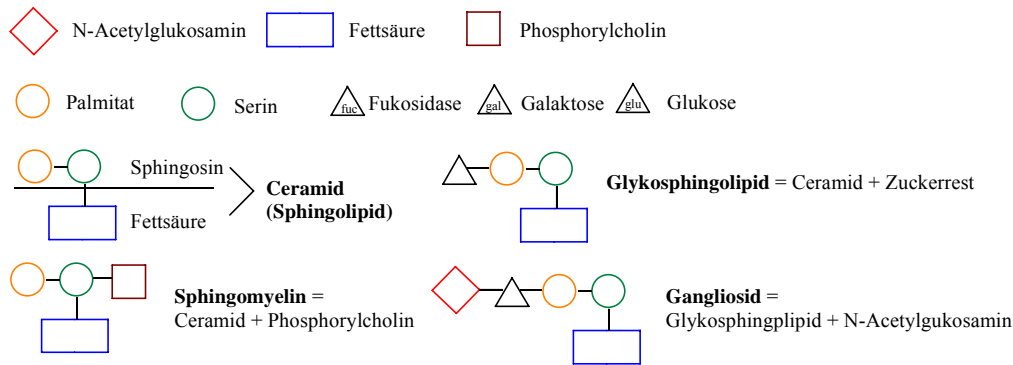 N-Acetylglukosamin Fettsäure Phosphorylcholin
Palmitat Serin fuc Fukosidase gal Galaktose glu Glukose
Sphingosin
Fettsäure
Ceramid
(Sphingolipid)
Glykosphingolipid = Ceramid + Zuckerrest
Sphingomyelin =
Ceramid + Phosphorylcholin
Gangliosid =
Glykosphingplipid + N-Acetylgukosamin